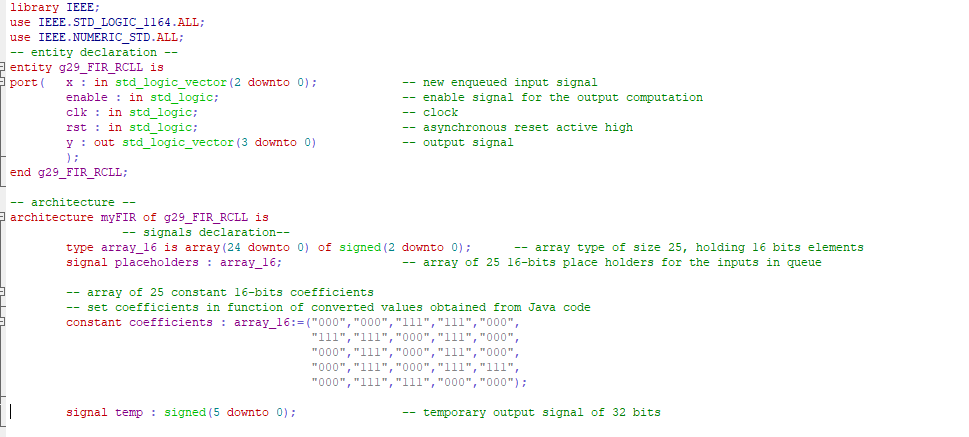 library IEEE;
use IEEE.STD_LOGIC_1164.ALL;
use IEEE.NUMERIC_STD.ALL;
-- entity declaration --
entity g29_FIR_RCLL is
port(   x : in std_logic_vector(2 downto 0);            -- new enqueued input signal
        enable : in std_logic;                          -- enable signal for the output computation
        clk : in std_logic;                             -- clock
        rst : in std_logic;                             -- asynchronous reset active high
        y : out std_logic_vector(3 downto 0)            -- output signal
        );
end g29_FIR_RCLL;

-- architecture --
architecture myFIR of g29_FIR_RCLL is
                -- signals declaration--
        type array_16 is array(24 downto 0) of signed(2 downto 0);      -- array type of size 25, holding 16 bits elements
        signal placeholders : array_16;                 -- array of 25 16-bits place holders for the inputs in queue

        -- array of 25 constant 16-bits coefficients
        -- set coefficients in function of converted values obtained from Java code
        constant coefficients : array_16:=("000","000","111","111","000",
                                           "111","111","000","111","000",
                                           "000","111","000","111","000",
                                           "000","111","000","111","111",
                                           "000","111","111","000","000");

        signal temp : signed(5 downto 0);               -- temporary output signal of 32 bits